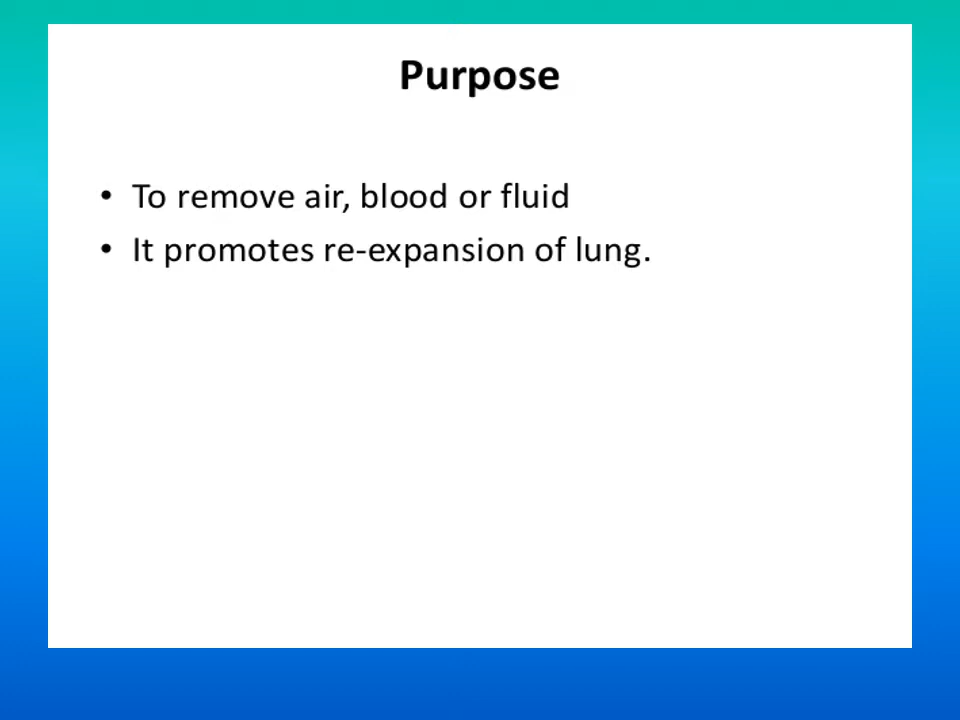 Purpose
• To remove air, blood or fluid
• It promotes re-expansion of lung.